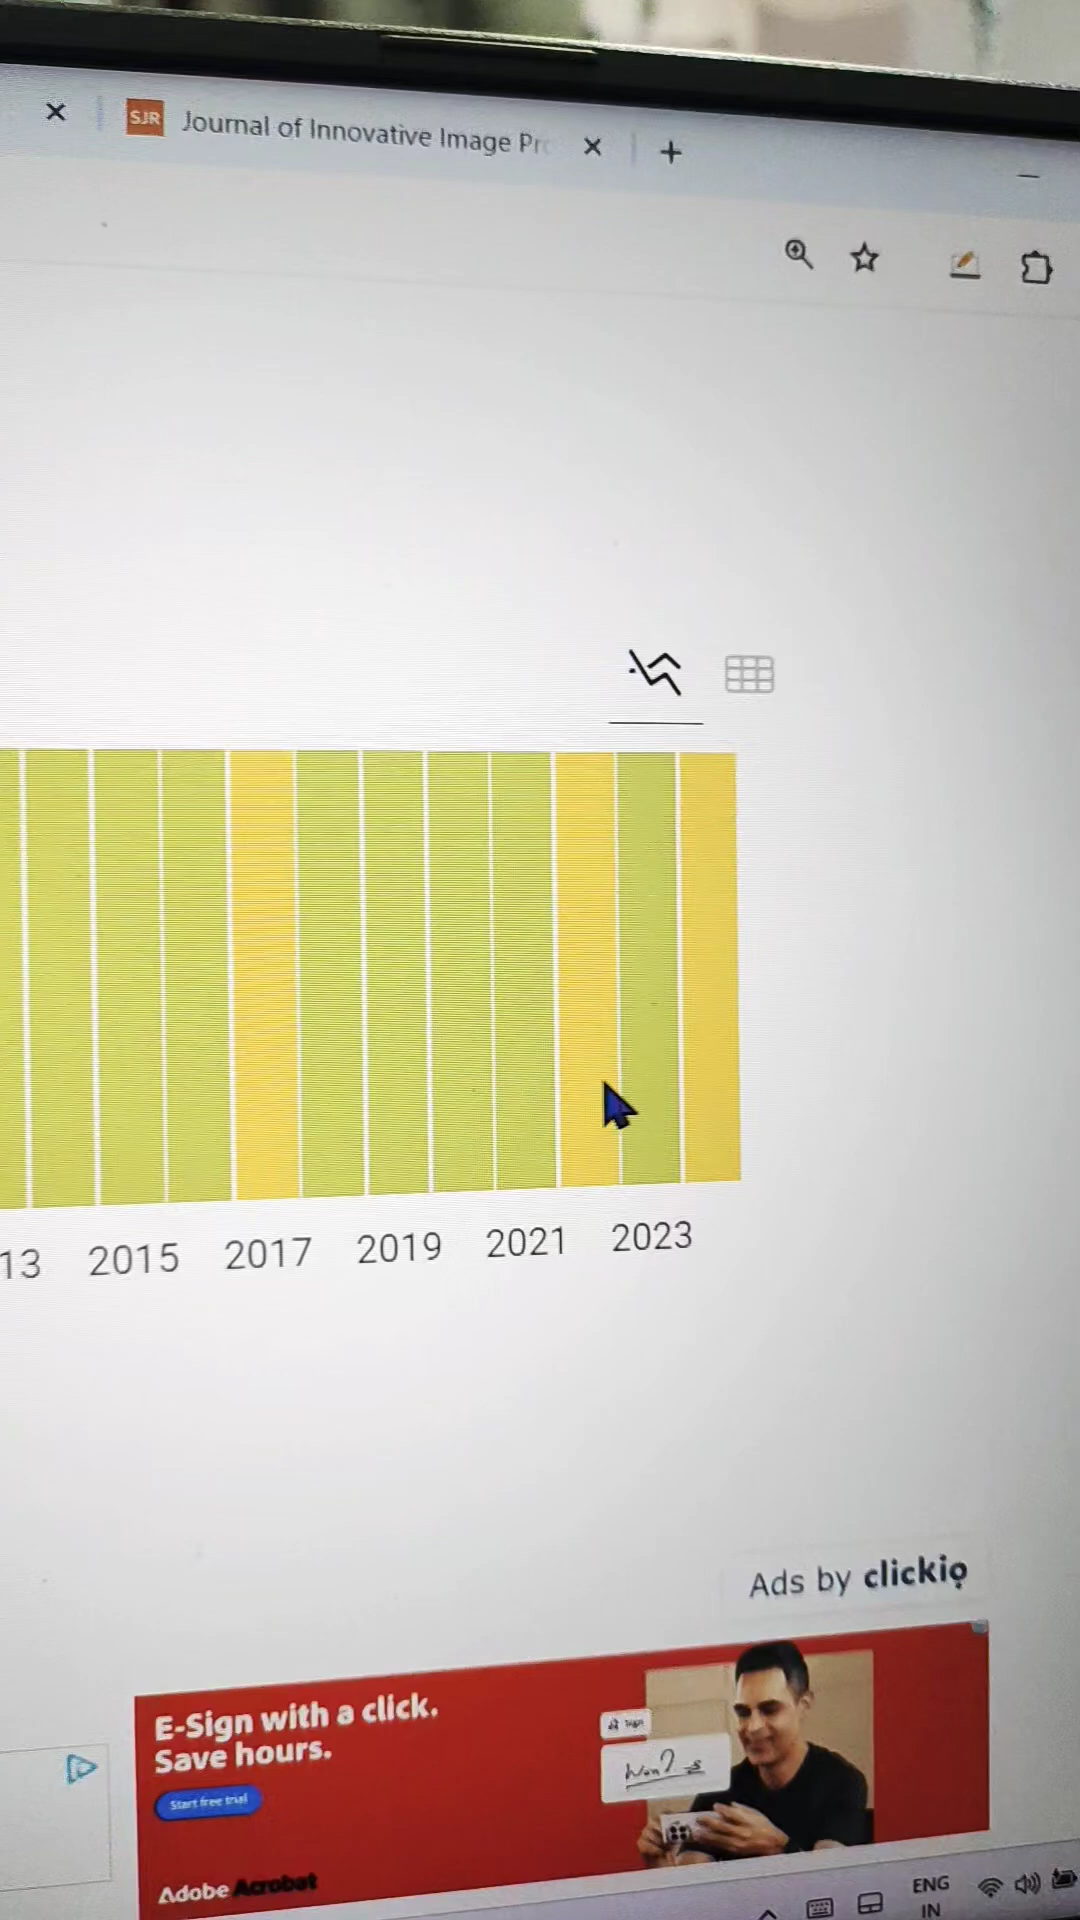 SJR Journal of Innovative Image Pr
13 2015 2017 2019 2021 2023
Ads by clickio
E-Sign with a click.
Save hours.
Start free trial
Adobe Acrobat
ENG
IN